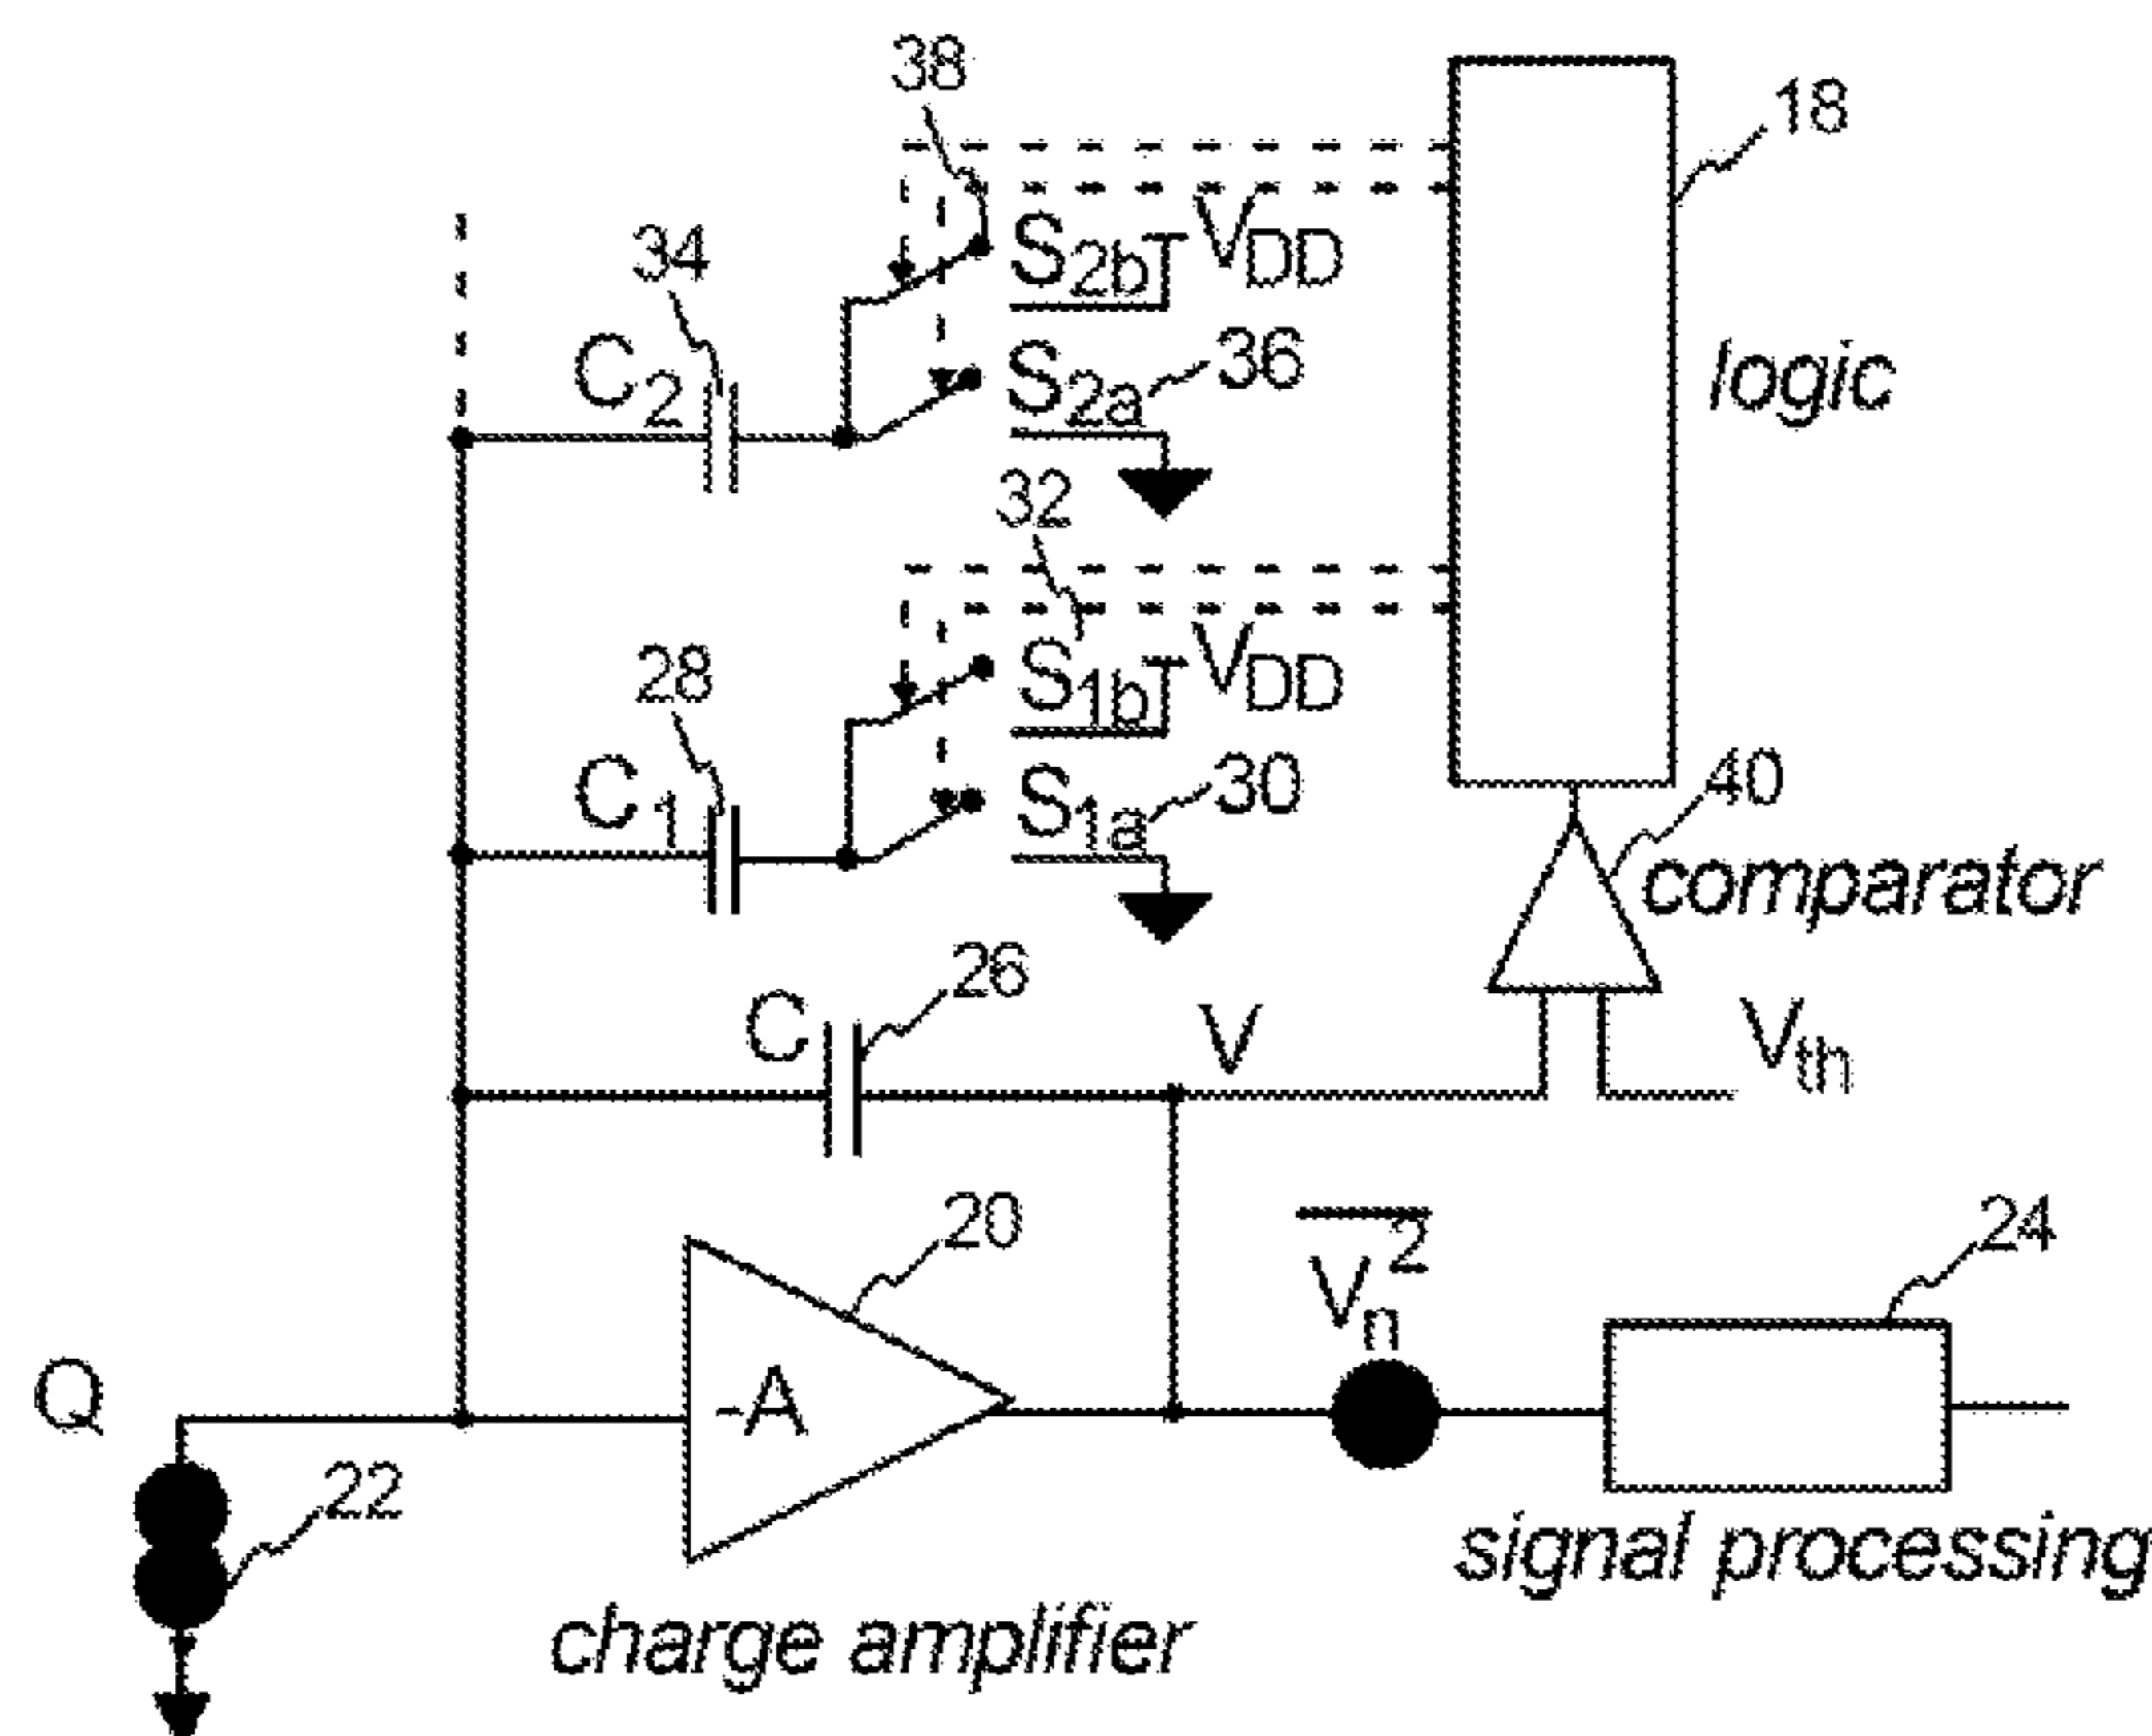 38
18
34
S2b VDD
C2
S2a 36
logic
32
28
S1b VDD
C1
S1a 30
40
comparator
26
C
V
Vth
20
Vn2
24
Q
-A
22
signal processing
charge amplifier